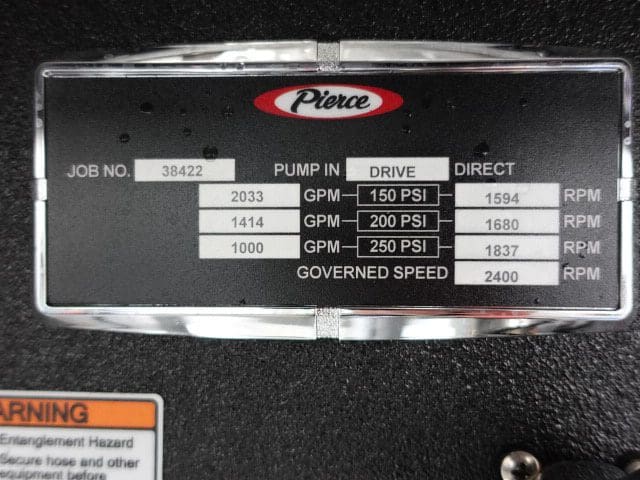 Pierce
JOB NO. 38422 PUMP IN DRIVE DIRECT
2033 GPM 150 PSI 1594 RPM
1414 GPM 200 PSI 1680 RPM
1000 GPM 250 PSI 1837 RPM
GOVERNED SPEED 2400 RPM
ARNING
Entanglement Hazard
Secure hose and other
equipment before